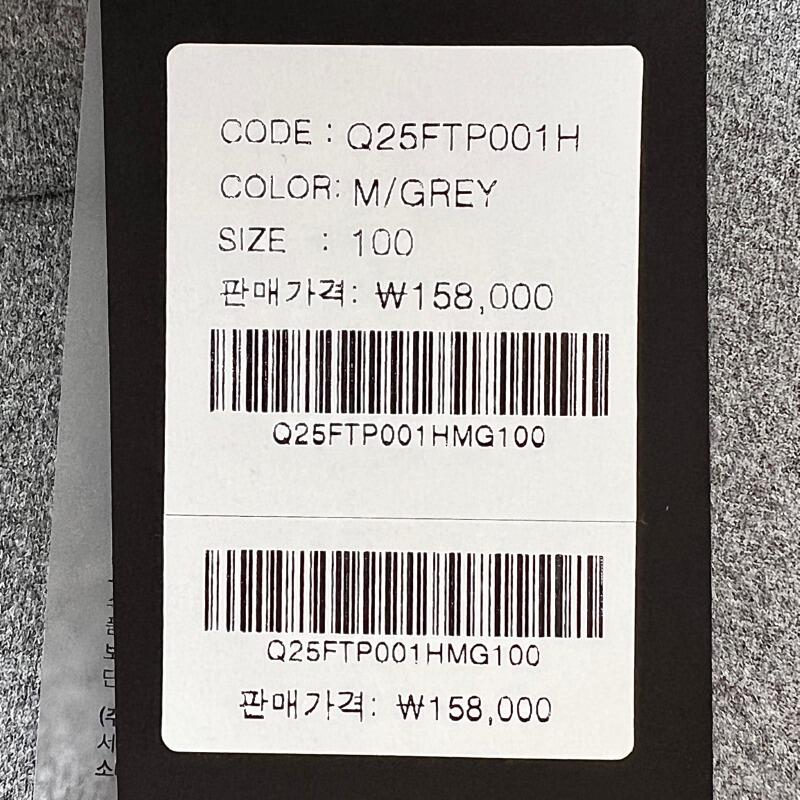 CODE : Q25FTP001H
COLOR: M/GREY
SIZE : 100
판매가격: ₩158,000
Q25FTP001HMG100
Q25FTP001HMG100
판매가격: ₩158,000